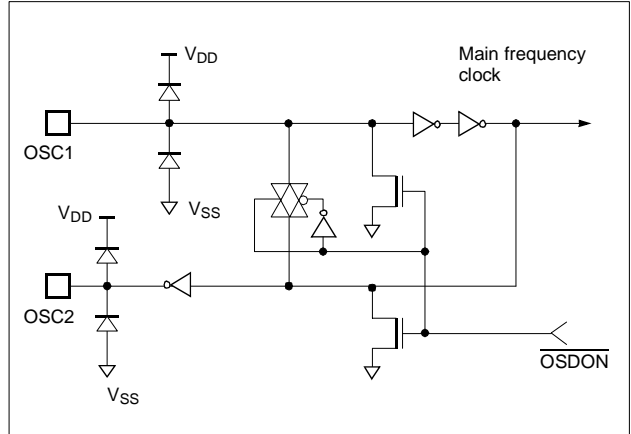 VDD
Main frequency
clock
OSC1
VSS
VDD
OSC2
VSS
OSDON